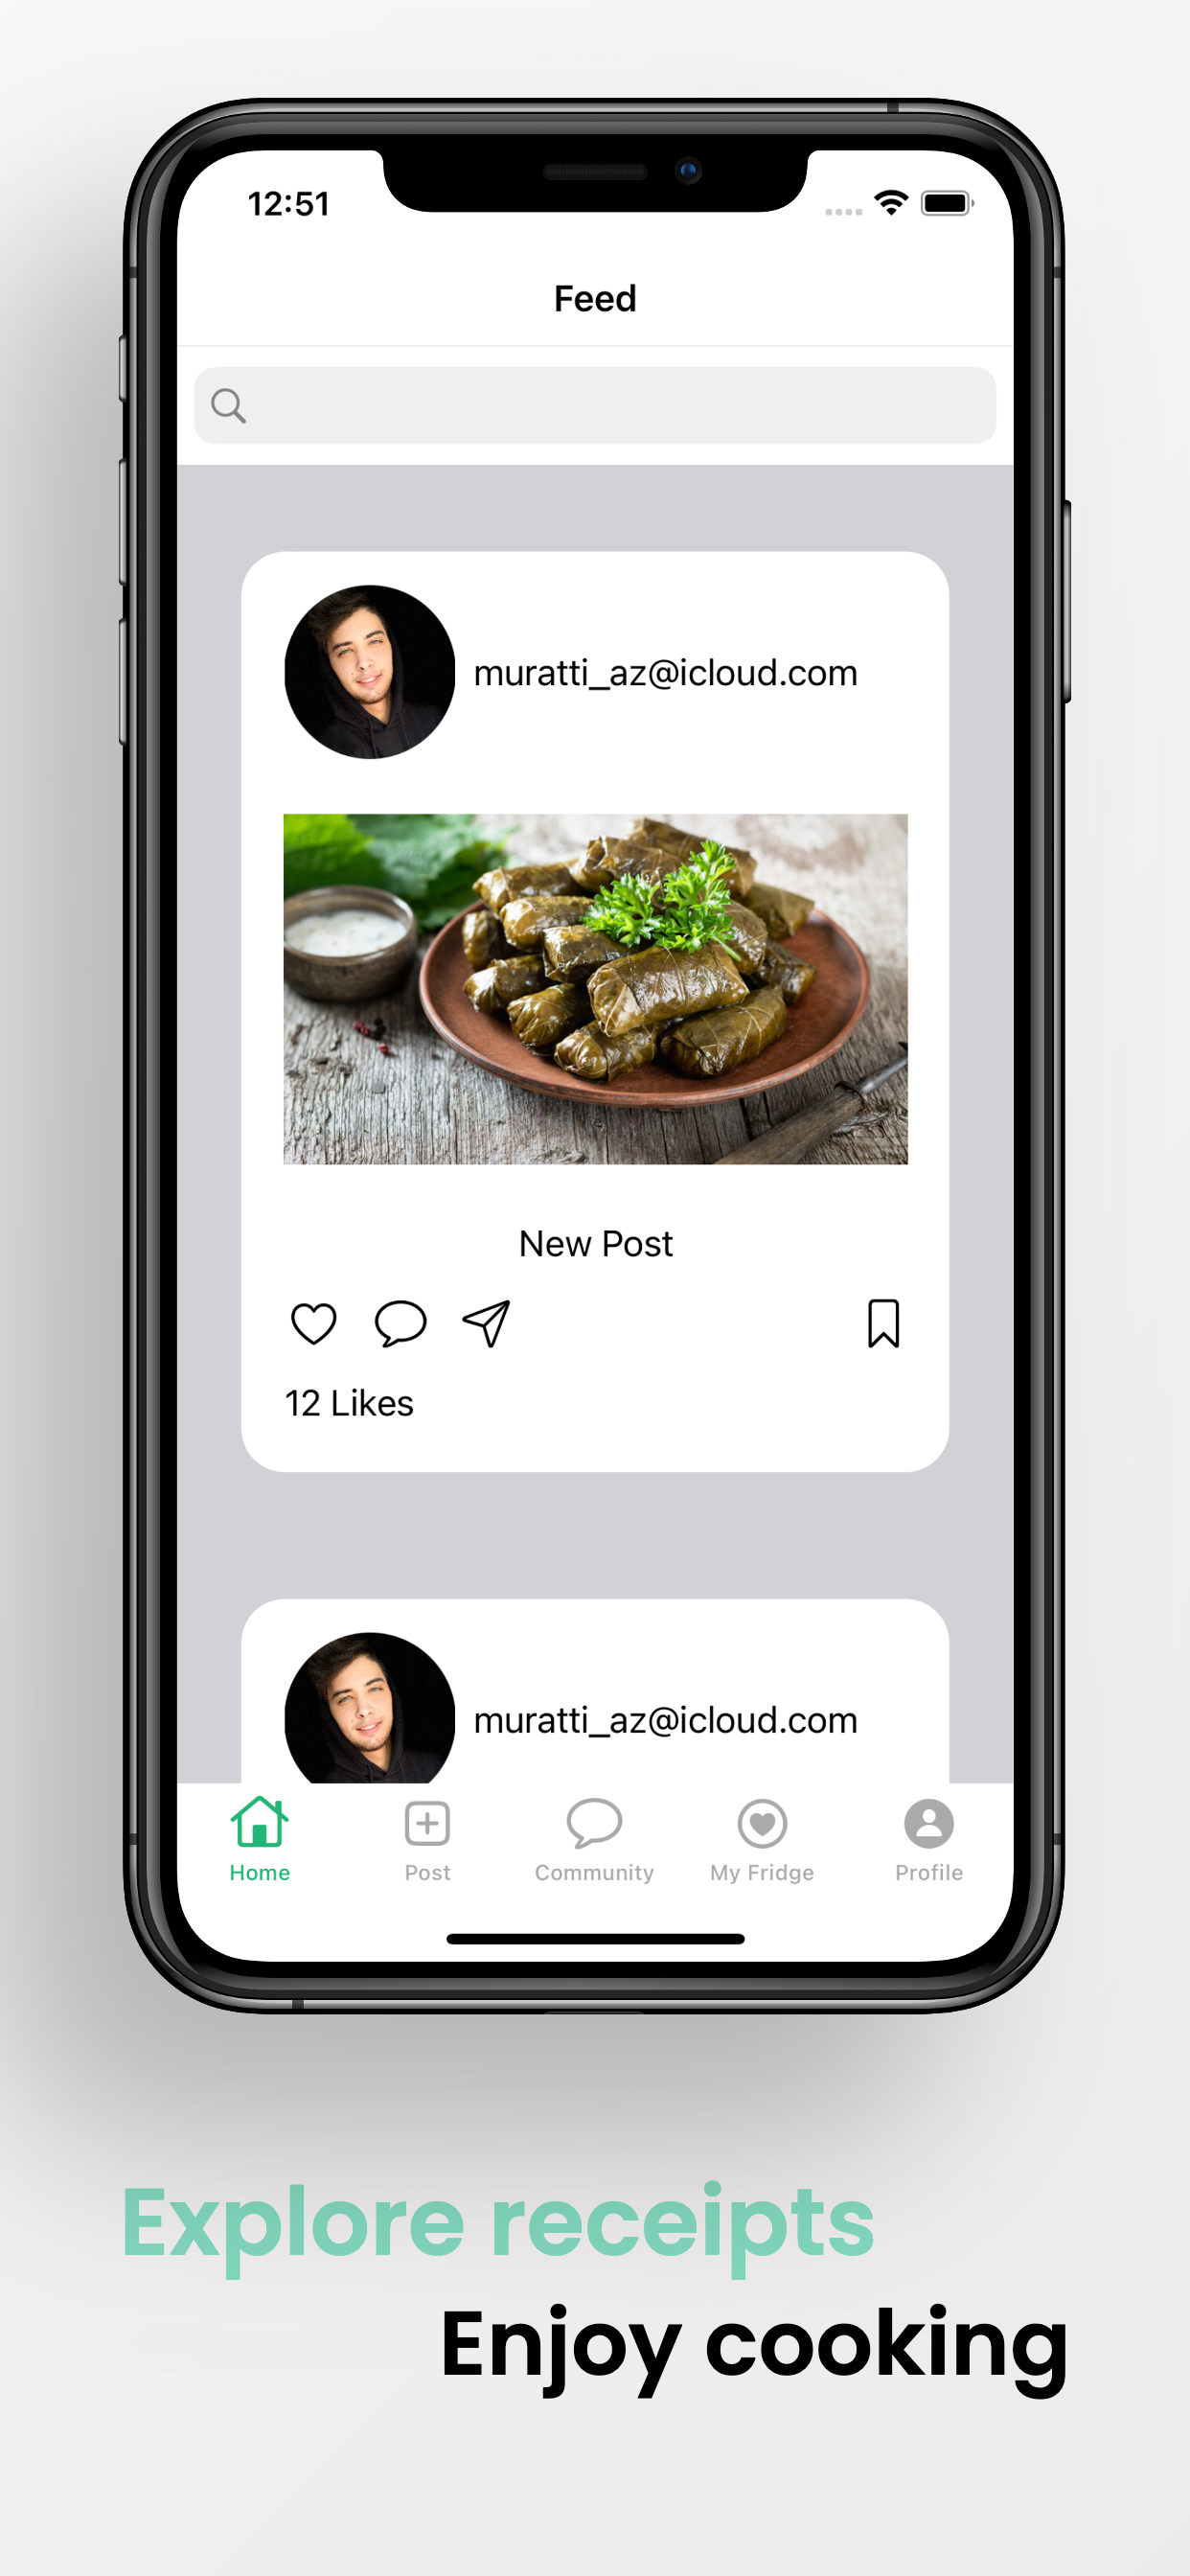 12:51
Feed
muratti_az@icloud.com
New Post
12 Likes
muratti_az@icloud.com
Home
Post
Community
My Fridge
Profile
Explore receipts
Enjoy cooking